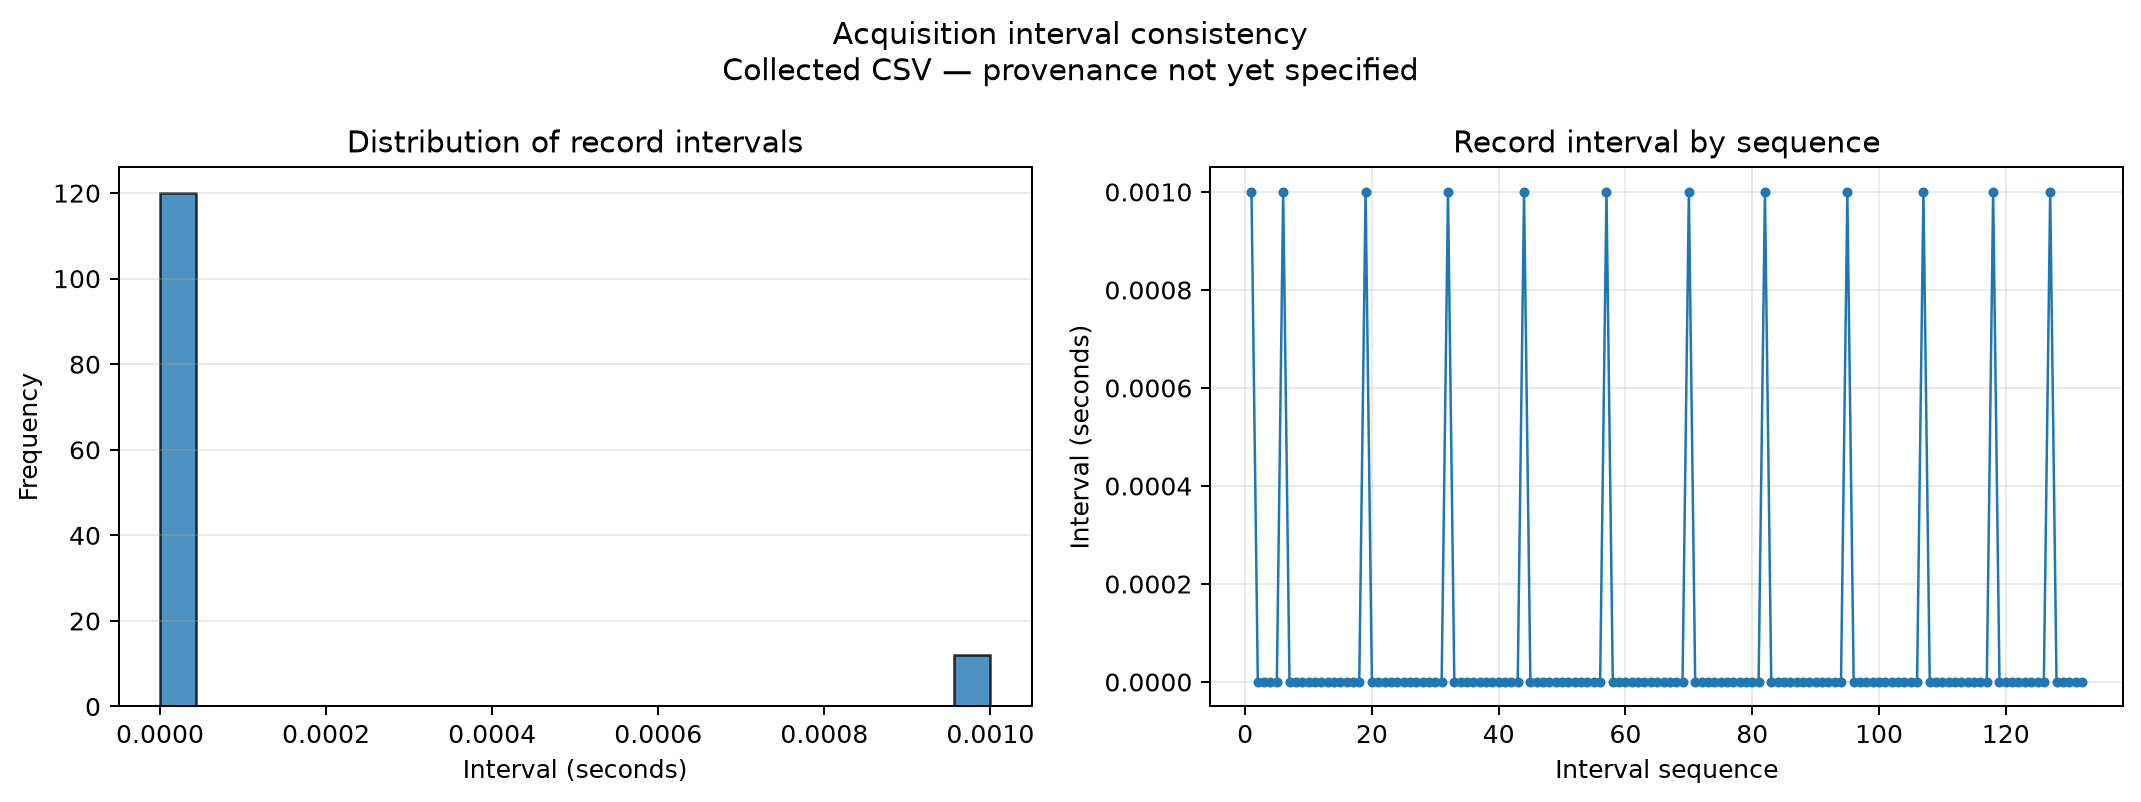 Acquisition interval consistency
Collected CSV — provenance not yet specified
Distribution of record intervals
120
100
80
60
40
20
0
Frequency
0.0000 0.0002 0.0004 0.0006 0.0008 0.0010
Interval (seconds)
Record interval by sequence
0.0010
0.0008
0.0006
0.0004
0.0002
0.0000
Interval (seconds)
0 20 40 60 80 100 120
Interval sequence